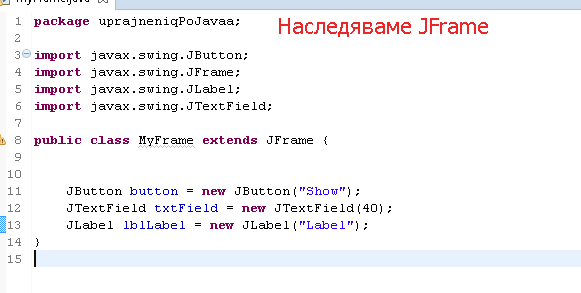 MyFrame.java
1 package uprajneniqPoJavaa;
Наследяваме JFrame
2
3 import javax.swing.JButton;
4 import javax.swing.JFrame;
5 import javax.swing.JLabel;
6 import javax.swing.JTextField;
7
8 public class MyFrame extends JFrame {
9
10
11 JButton button = new JButton("Show");
12 JTextField txtField = new JTextField(40);
13 JLabel lblLabel = new JLabel("Label");
14 }
15